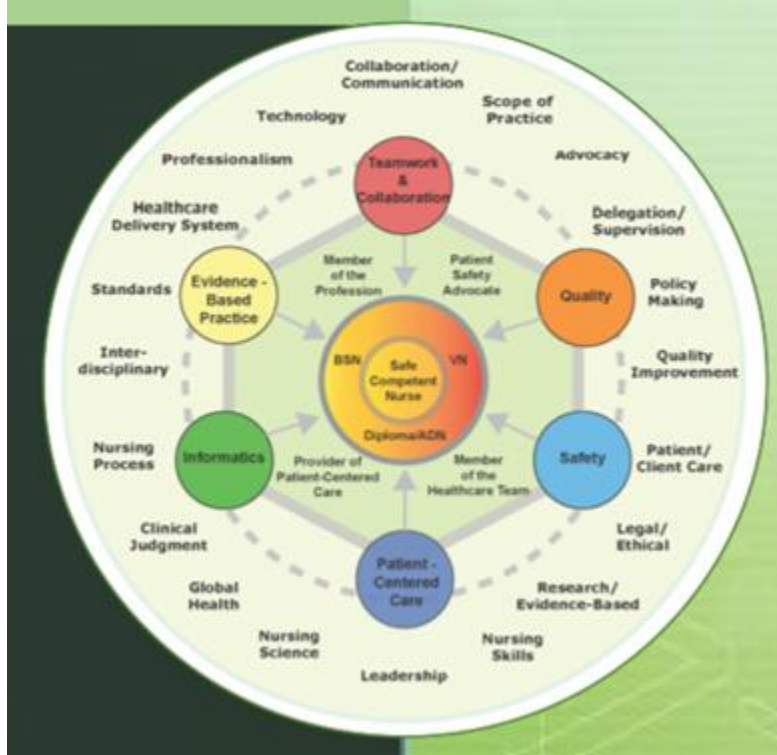 Collaboration/
Communication
Scope of
Practice
Advocacy
Delegation/
Supervision
Policy
Making
Quality
Improvement
Patient/
Client Care
Legal/
Ethical
Research/
Evidence-Based
Nursing
Skills
Leadership
Nursing
Science
Global
Health
Clinical
Judgment
Nursing
Process
Inter-
disciplinary
Standards
Healthcare
Delivery System
Professionalism
Technology
Teamwork
&
Collaboration
Quality
Safety
Patient -
Centered
Care
Informatics
Evidence -
Based
Practice
Member
of the
Profession
Patient
Safety
Advocate
Member
of the
Healthcare Team
Provider of
Patient-Centered
Care
BSN
VN
Diploma/ADN
Safe
Competent
Nurse